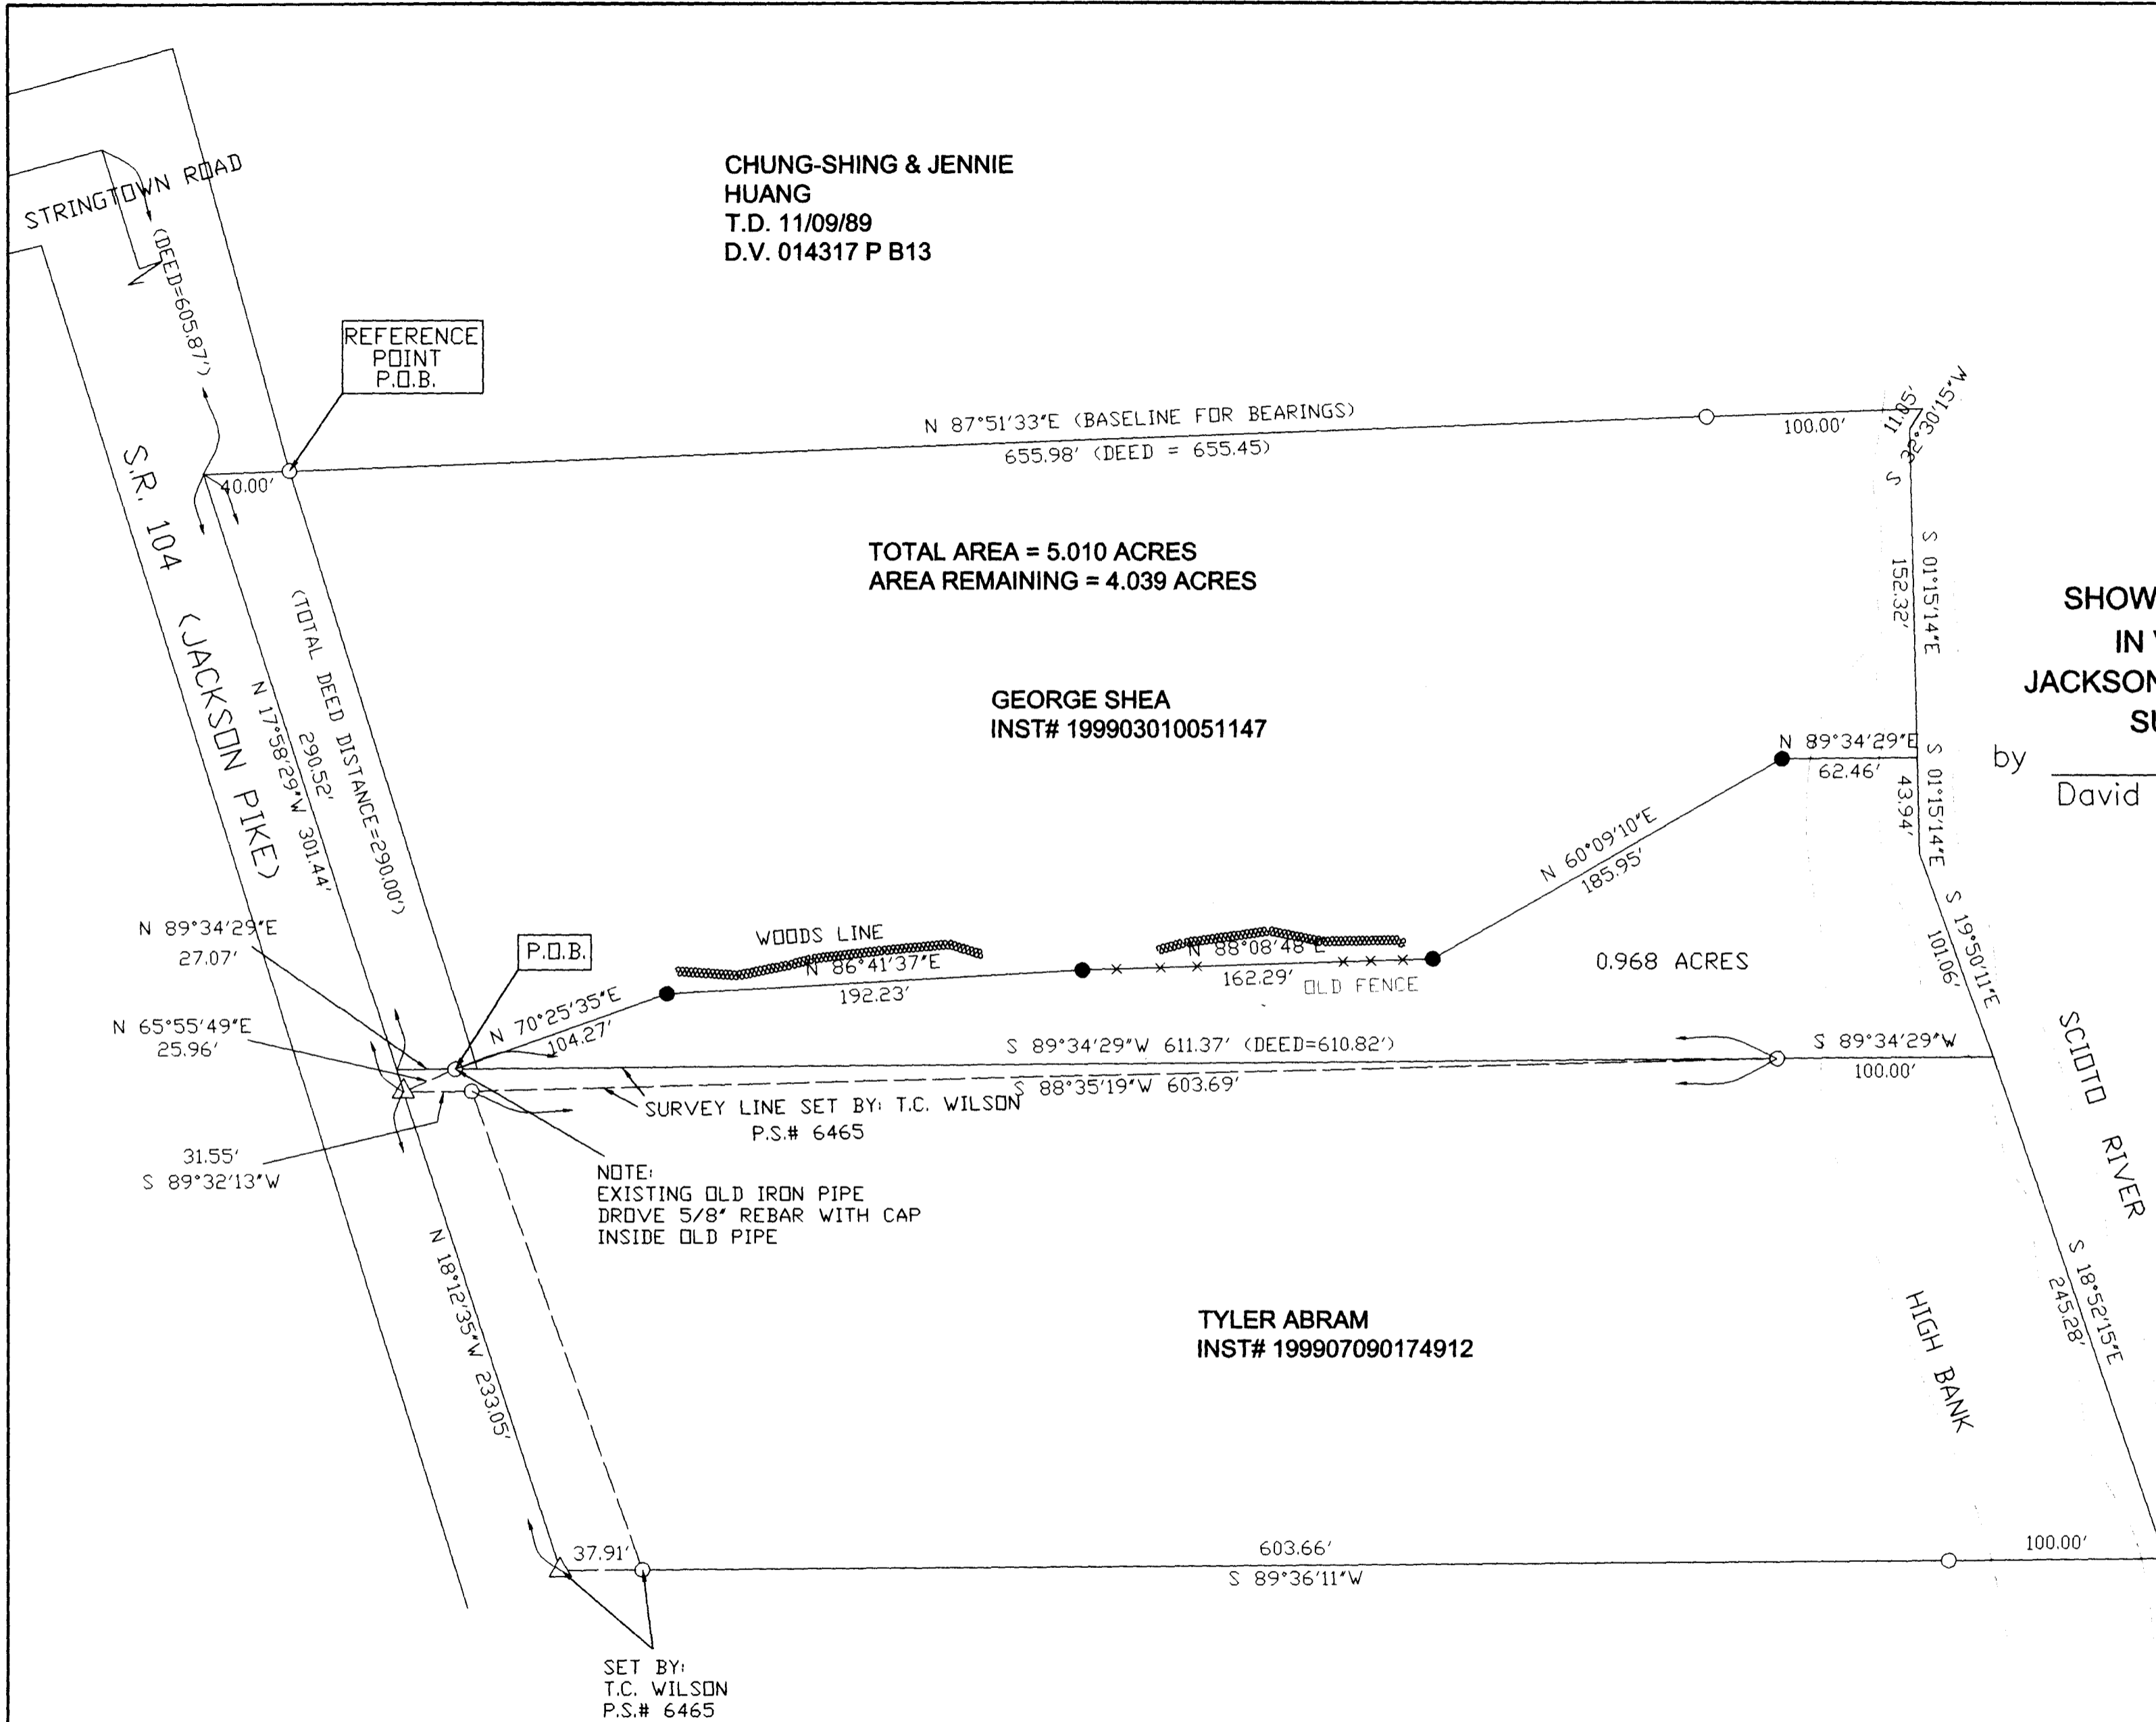 CHUNG-SHING & JENNIE
HUANG
T.D. 11/09/89
D.V. 014317 P B13
STRINGTOWN ROAD
(DEED=605.87')
REFERENCE
POINT
P.O.B.
N 87°51'33"E (BASELINE FOR BEARINGS)
655.98' (DEED = 655.45)
100.00'
11.05'
S 32°30'15"W
40.00'
S.R. 104 (JACKSON PIKE)
TOTAL AREA = 5.010 ACRES
AREA REMAINING = 4.039 ACRES
S 01°15'14"E
152.32'
(TOTAL DEED DISTANCE=290.00')
290.52'
N 17°58'29"W 301.44'
GEORGE SHEA
INST# 199903010051147
SHOW
IN
JACKSON
SU
by
David
N 89°34'29"E
62.46'
S 01°15'14"E
43.94'
N 60°09'10"E
185.95'
S 19°50'11"E
101.06'
N 89°34'29"E
27.07'
P.O.B.
WOODS LINE
N 86°41'37"E
192.23'
N 88°08'48"E
162.29'
OLD FENCE
0.968 ACRES
N 70°25'35"E
104.27'
N 65°55'49"E
25.96'
S 89°34'29"W 611.37' (DEED=610.82')
S 89°34'29"W
100.00'
S 88°35'19"W 603.69'
SURVEY LINE SET BY: T.C. WILSON
P.S.# 6465
SCIOTO RIVER
31.55'
S 89°32'13"W
NOTE:
EXISTING OLD IRON PIPE
DROVE 5/8" REBAR WITH CAP
INSIDE OLD PIPE
N 18°12'35"W 233.05'
TYLER ABRAM
INST# 199907090174912
HIGH BANK
S 18°52'15"E
245.28'
37.91'
603.66'
S 89°36'11"W
100.00'
SET BY:
T.C. WILSON
P.S.# 6465